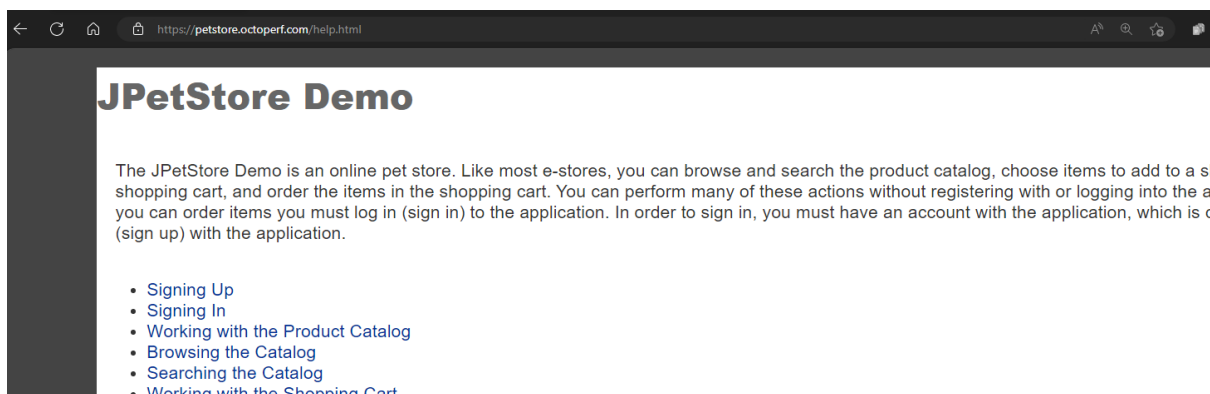 https://petstore.octoperf.com/help.html
JPetStore Demo
The JPetStore Demo is an online pet store. Like most e-stores, you can browse and search the product catalog, choose items to add to a s
shopping cart, and order the items in the shopping cart. You can perform many of these actions without registering with or logging into the a
you can order items you must log in (sign in) to the application. In order to sign in, you must have an account with the application, which is c
(sign up) with the application.
Signing Up
Signing In
Working with the Product Catalog
Browsing the Catalog
Searching the Catalog
Working with the Shopping Cart